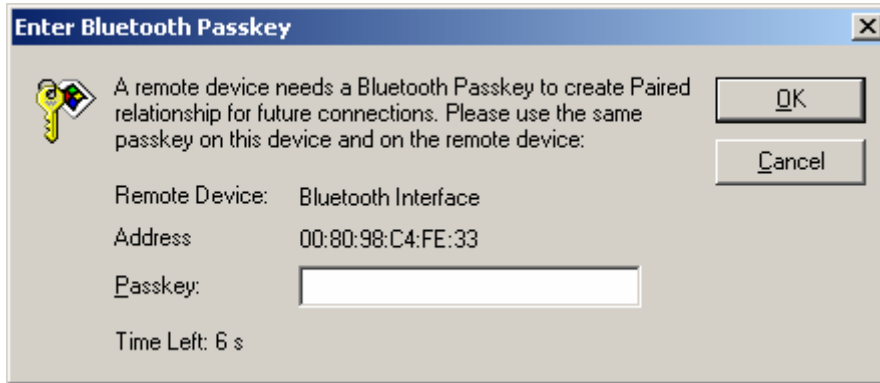 Enter Bluetooth Passkey
A remote device needs a Bluetooth Passkey to create Paired
relationship for future connections. Please use the same
passkey on this device and on the remote device:
OK
Cancel
Remote Device: Bluetooth Interface
Address 00:80:98:C4:FE:33
Passkey:
Time Left: 6 s